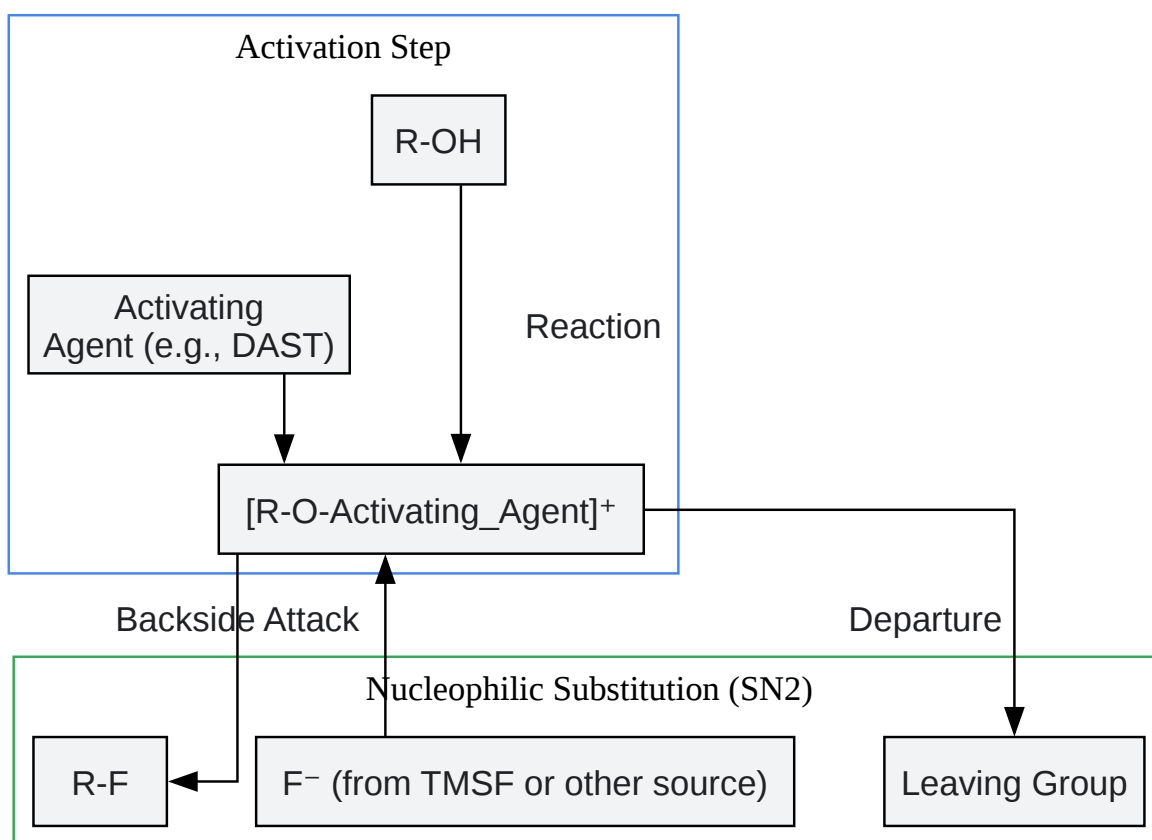 Activation Step
R-OH
Activating
Agent (e.g., DAST)
Reaction
[R-O-Activating_Agent]⁺
Backside Attack
Departure
Nucleophilic Substitution (SN2)
R-F
F⁻ (from TMSF or other source)
Leaving Group